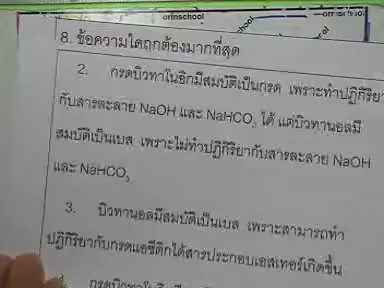 orrinschool
orrinschool
8. ข้อความใดถูกต้องมากที่สุด
2. กรดบิวทาโนอิกมีสมบัติเป็นกรด เพราะทำปฏิกิริยา
กับสารละลาย NaOH และ NaHCO₃ ได้ แต่บิวทานอลมี
สมบัติเป็นเบส เพราะไม่ทำปฏิกิริยากับสารละลาย NaOH
และ NaHCO₃
3. บิวทานอลมีสมบัติเป็นเบส เพราะสามารถทำ
ปฏิกิริยากับกรดแอซีติกได้สารประกอบเอสเทอร์เกิดขึ้น